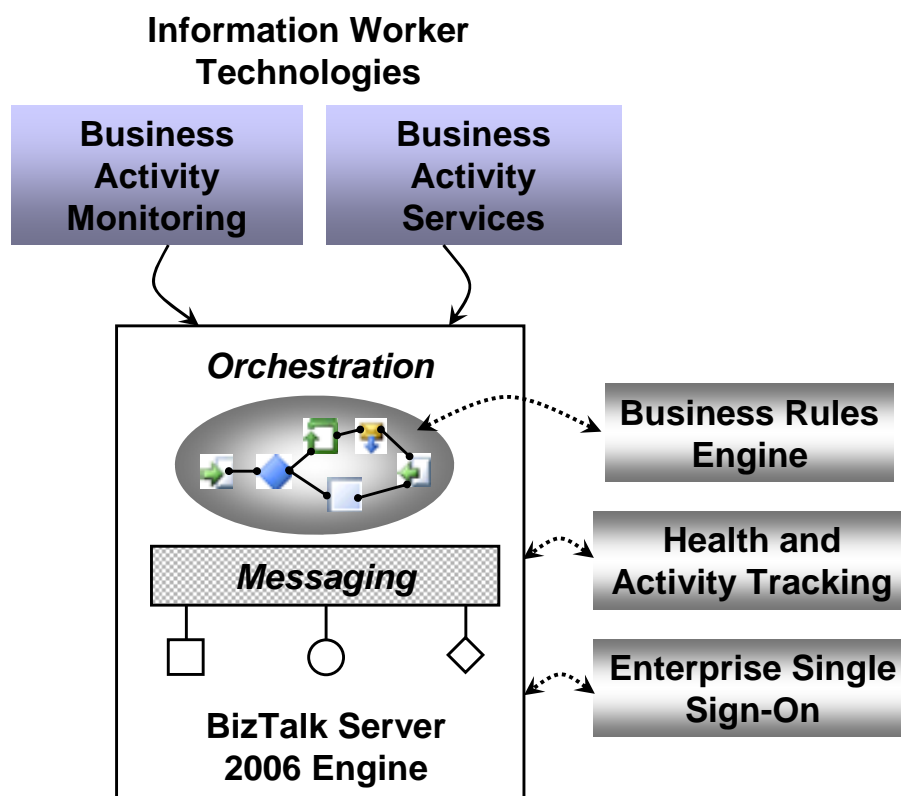 Information Worker
Technologies
Business
Activity
Monitoring
Business
Activity
Services
Orchestration
Business Rules
Engine
Messaging
Health and
Activity Tracking
Enterprise Single
Sign-On
BizTalk Server
2006 Engine